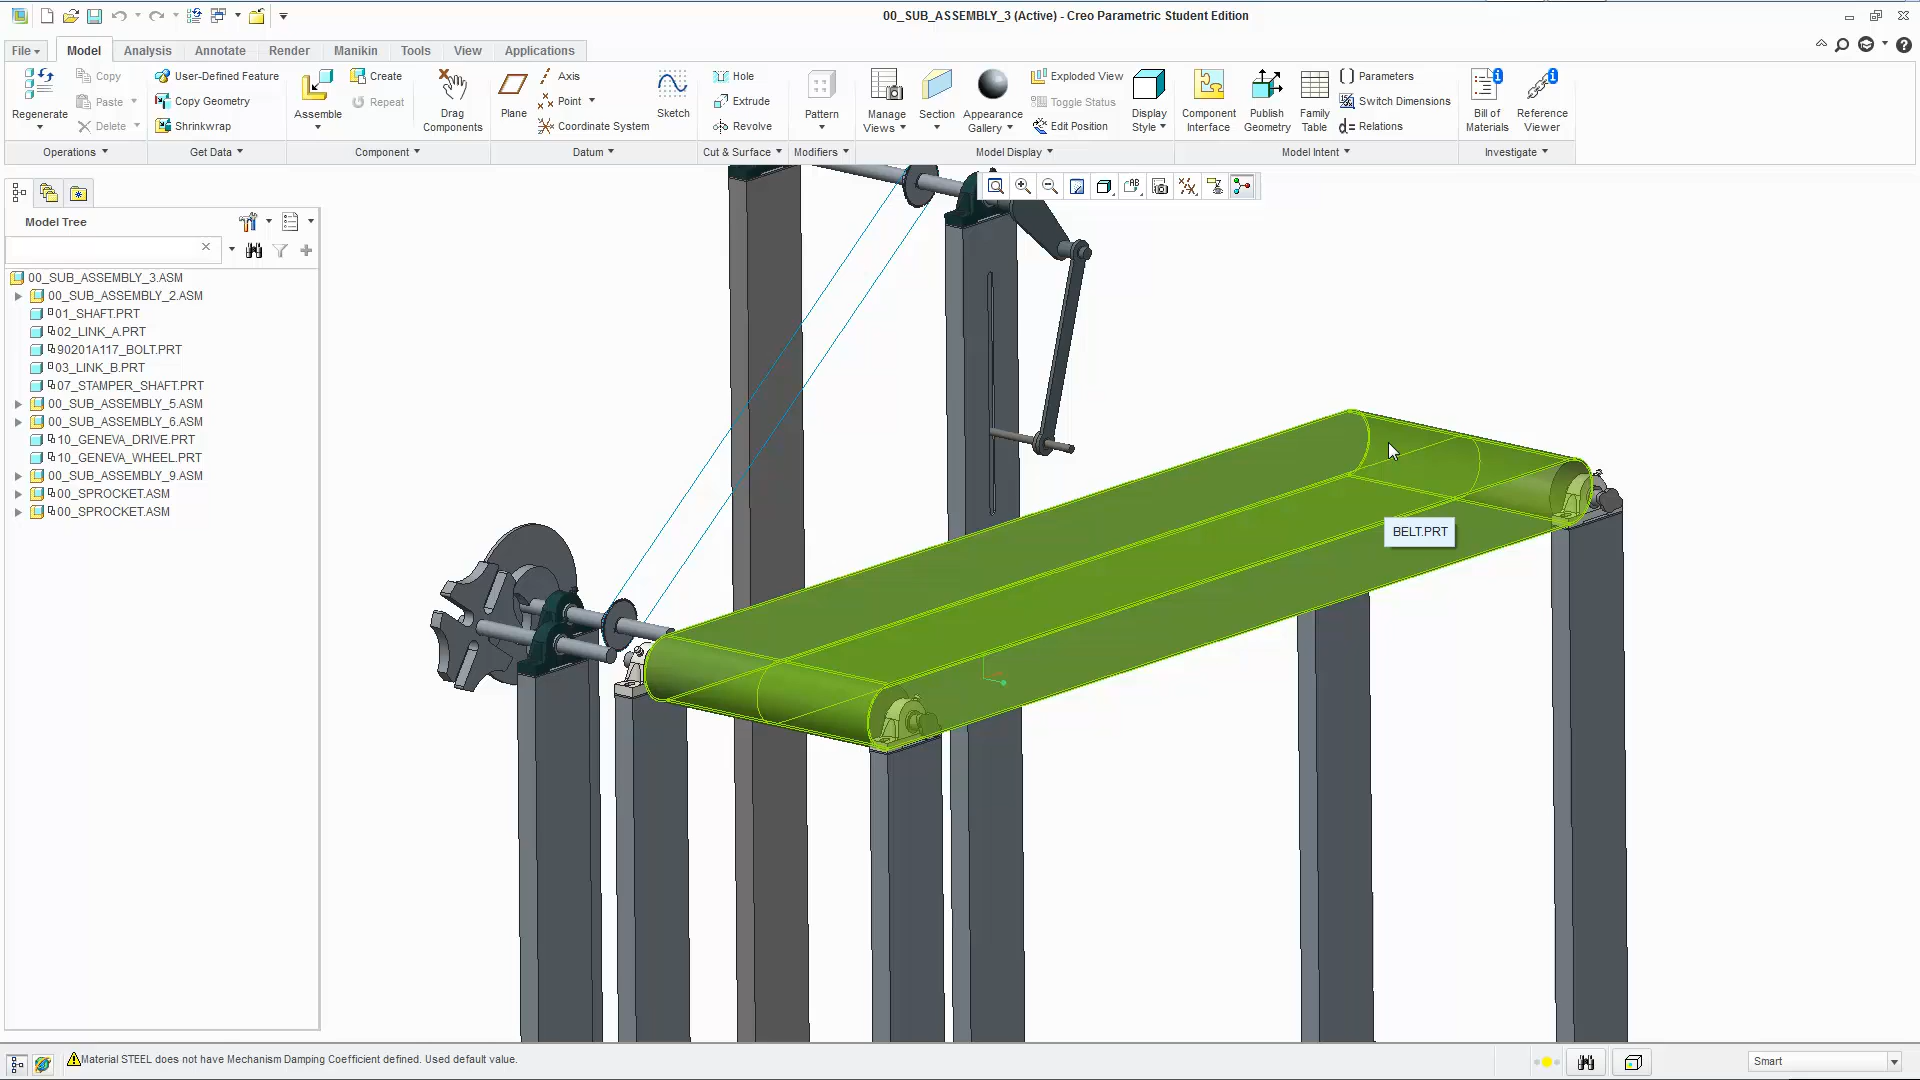 00_SUB_ASSEMBLY_3 (Active) - Creo Parametric Student Edition
File Model Analysis Annotate Render Manikin Tools View Applications
Regenerate
Copy
Paste
Delete
Operations
User-Defined Feature
Copy Geometry
Shrinkwrap
Get Data
Assemble
Create
Repeat
Drag
Components
Component
Plane
Axis
Point
Coordinate System
Sketch
Datum
Hole
Extrude
Revolve
Cut & Surface
Pattern
Modifiers
Manage
Views
Section
Appearance
Gallery
Exploded View
Toggle Status
Edit Position
Display
Style
Model Display
Component
Interface
Publish
Geometry
Family
Table
Parameters
Switch Dimensions
d= Relations
Model Intent
Bill of
Materials
Reference
Viewer
Investigate
Model Tree
00_SUB_ASSEMBLY_3.ASM
00_SUB_ASSEMBLY_2.ASM
01_SHAFT.PRT
02_LINK_A.PRT
90201A117_BOLT.PRT
03_LINK_B.PRT
07_STAMPER_SHAFT.PRT
00_SUB_ASSEMBLY_5.ASM
00_SUB_ASSEMBLY_6.ASM
10_GENEVA_DRIVE.PRT
10_GENEVA_WHEEL.PRT
00_SUB_ASSEMBLY_9.ASM
00_SPROCKET.ASM
00_SPROCKET.ASM
BELT.PRT
Material STEEL does not have Mechanism Damping Coefficient defined. Used default value.
Smart